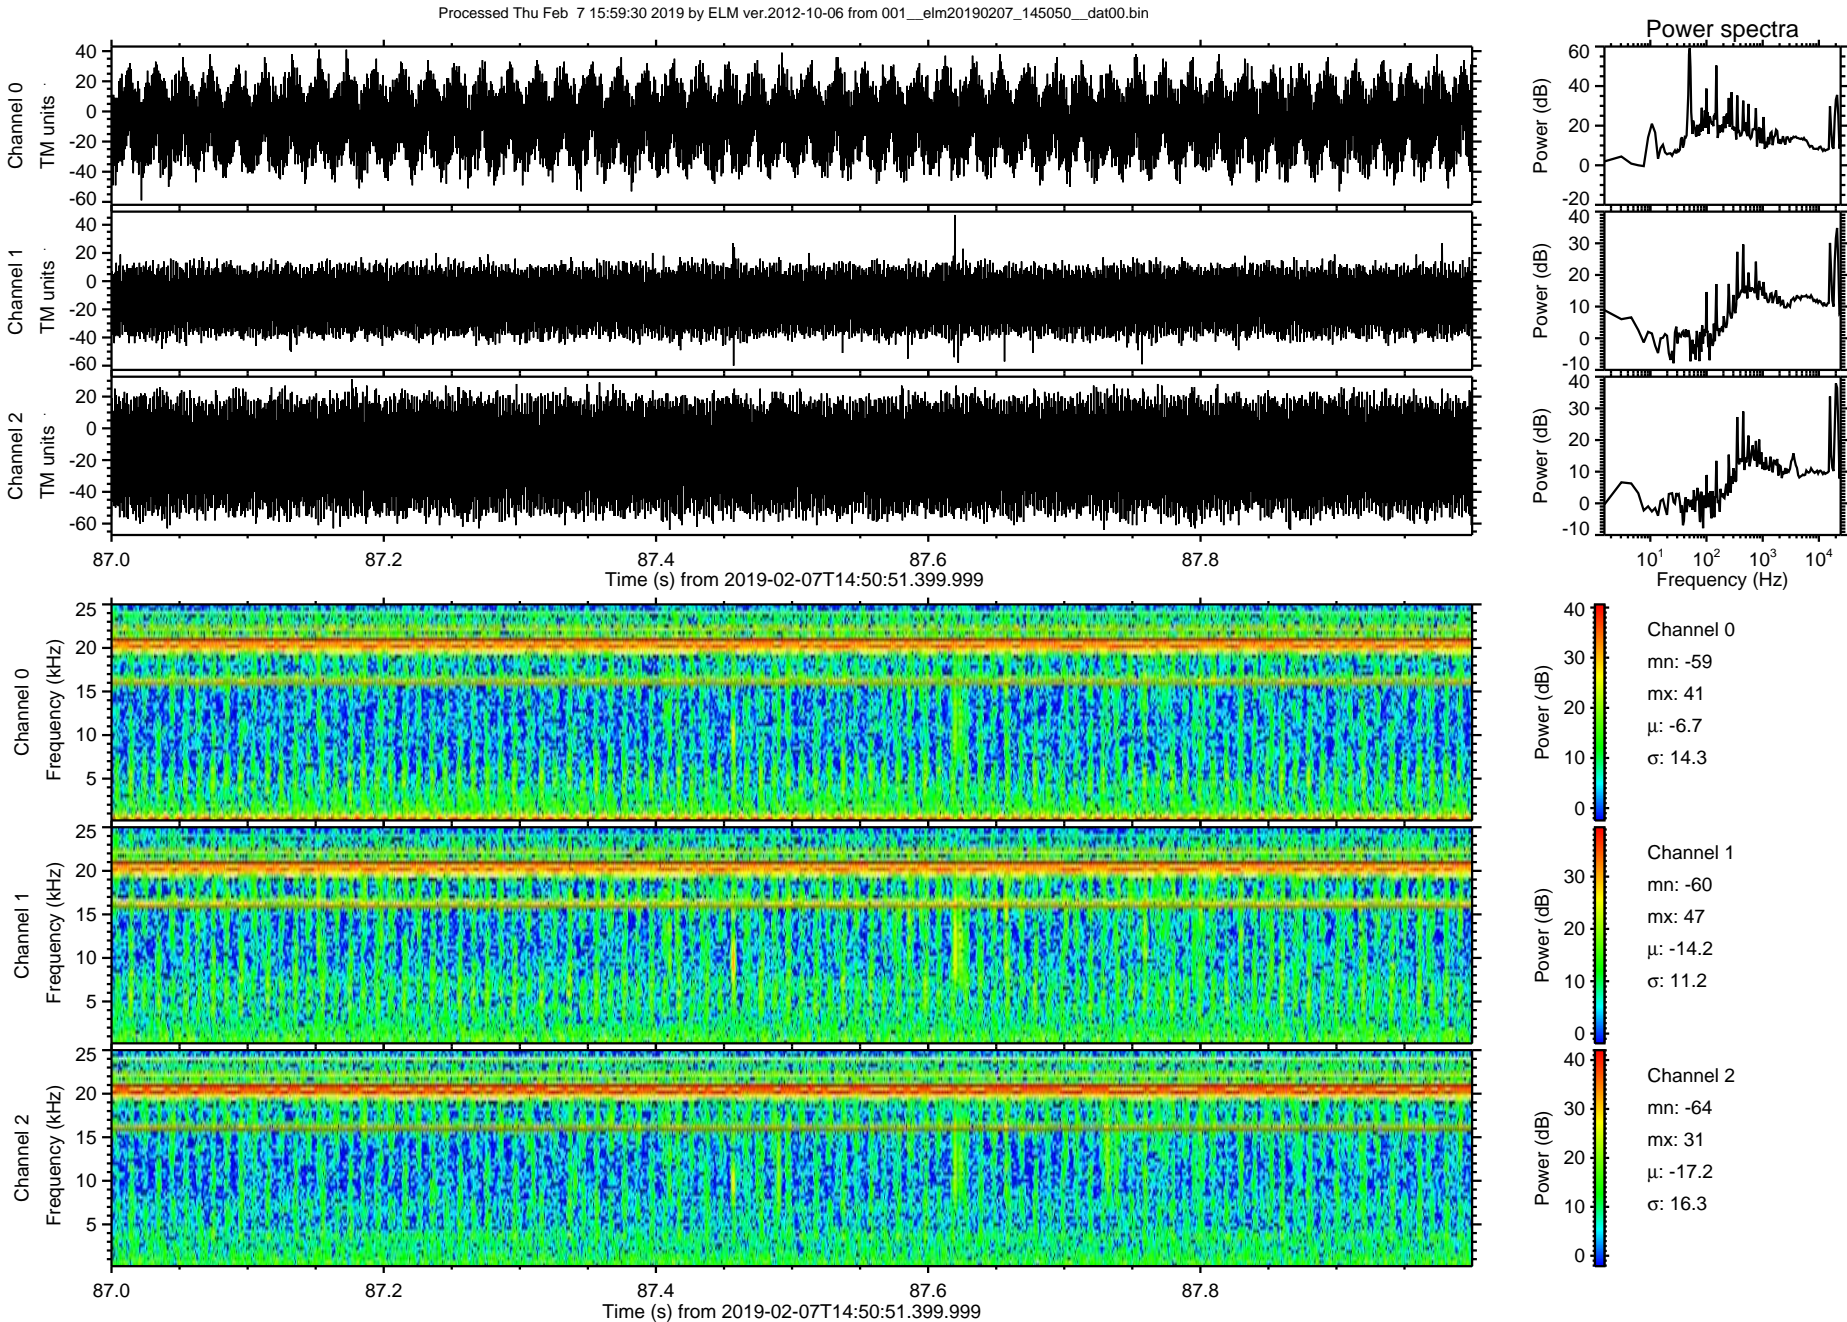 Processed Thu Feb  7 15:59:30 2019 by ELM ver.2012-10-06 from 001__elm20190207_145050__dat00.bin
Power spectra
Channel 0
TM units
40
20
0
-20
-40
-60
Power (dB)
60
40
20
0
-20
Channel 1
TM units
40
20
0
-20
-40
-60
Power (dB)
40
30
20
10
0
-10
Channel 2
TM units
20
0
-20
-40
-60
Power (dB)
40
30
20
10
0
-10
87.0 87.2 87.4 87.6 87.8
Time (s) from 2019-02-07T14:50:51.399.999
10¹ 10² 10³ 10⁴
Frequency (Hz)
Channel 0
Frequency (kHz)
25
20
15
10
5
Power (dB)
40
30
20
10
0
Channel 0
mn: -59
mx: 41
μ: -6.7
σ: 14.3
Channel 1
Frequency (kHz)
25
20
15
10
5
Power (dB)
30
20
10
0
Channel 1
mn: -60
mx: 47
μ: -14.2
σ: 11.2
Channel 2
Frequency (kHz)
25
20
15
10
5
Power (dB)
40
30
20
10
0
Channel 2
mn: -64
mx: 31
μ: -17.2
σ: 16.3
87.0 87.2 87.4 87.6 87.8
Time (s) from 2019-02-07T14:50:51.399.999